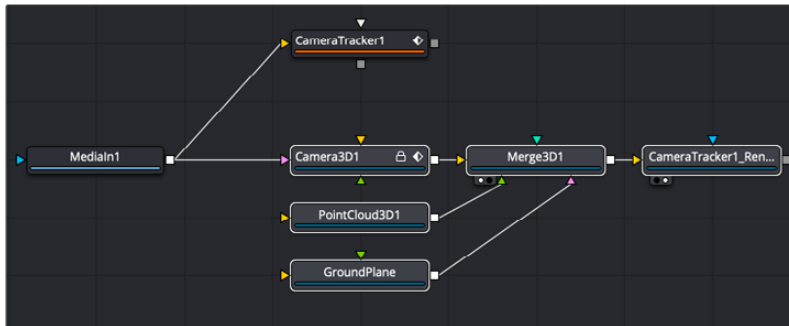 CameraTracker1
MediaIn1
Camera3D1
Merge3D1
CameraTracker1_Ren...
PointCloud3D1
GroundPlane